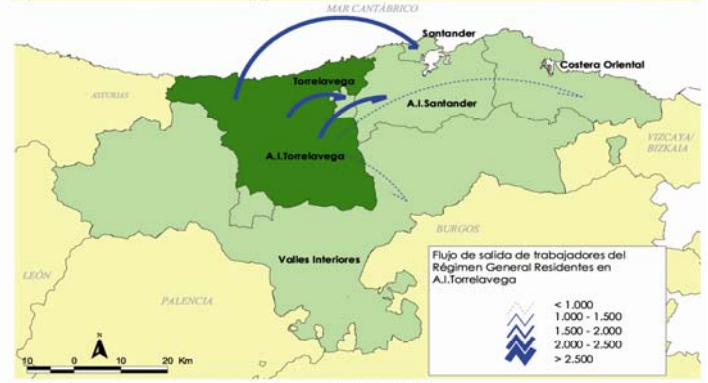 MAR CANTÁBRICO
Santander
Costera Oriental
Torrelavega
ASTURIAS
A.I.Santander
VIZCAYA/
BIZKAIA
A.I.Torrelavega
BURGOS
Valles Interiores
LEÓN
PALENCIA
Flujo de salida de trabajadores del
Régimen General Residentes en
A.I.Torrelavega
< 1.000
1.000 - 1.500
1.500 - 2.000
2.000 - 2.500
> 2.500
N
10 0 10 20 Km